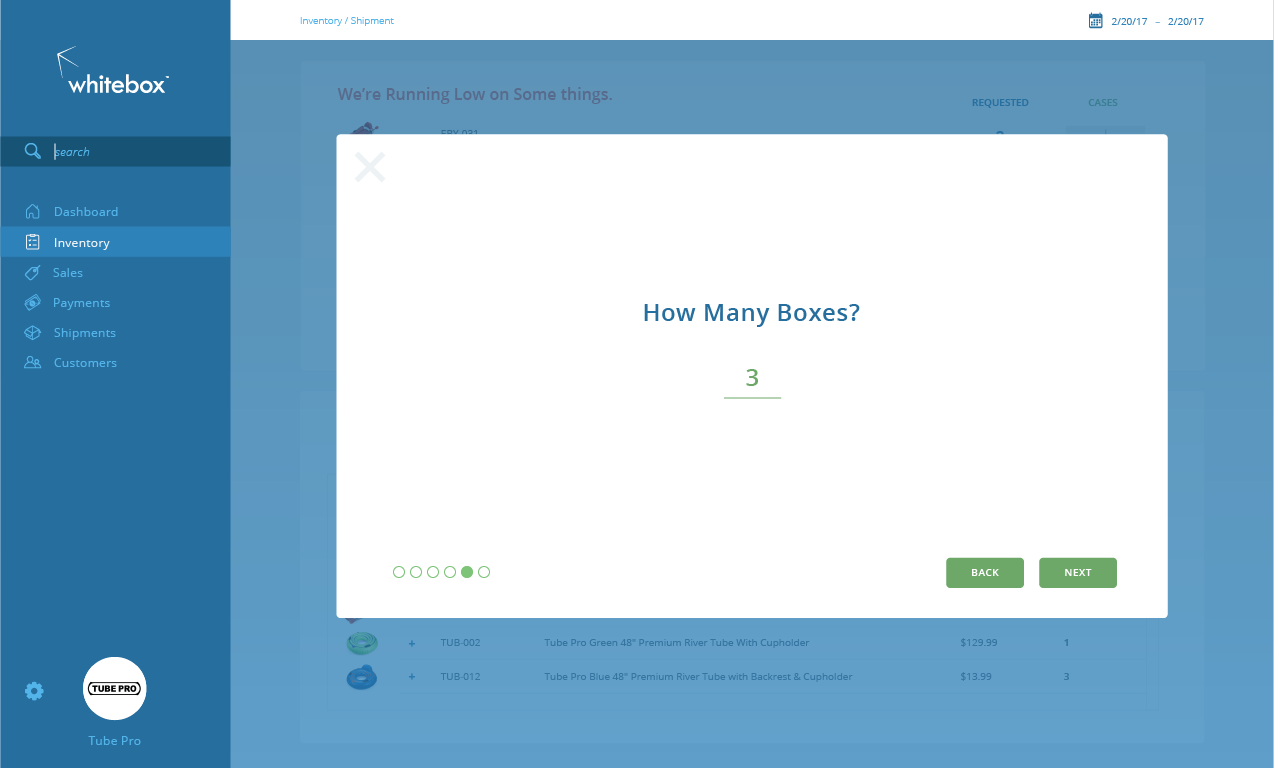 Inventory / Shipment
2/20/17 – 2/20/17
whitebox
search
Dashboard
Inventory
Sales
Payments
Shipments
Customers
Tube Pro
TUBE PRO
We're Running Low on Some things.
REQUESTED CASES
How Many Boxes?
3
BACK NEXT
+ TUB-002 Tube Pro Green 48" Premium River Tube With Cupholder $129.99 1
+ TUB-012 Tube Pro Blue 48" Premium River Tube with Backrest & Cupholder $13.99 3